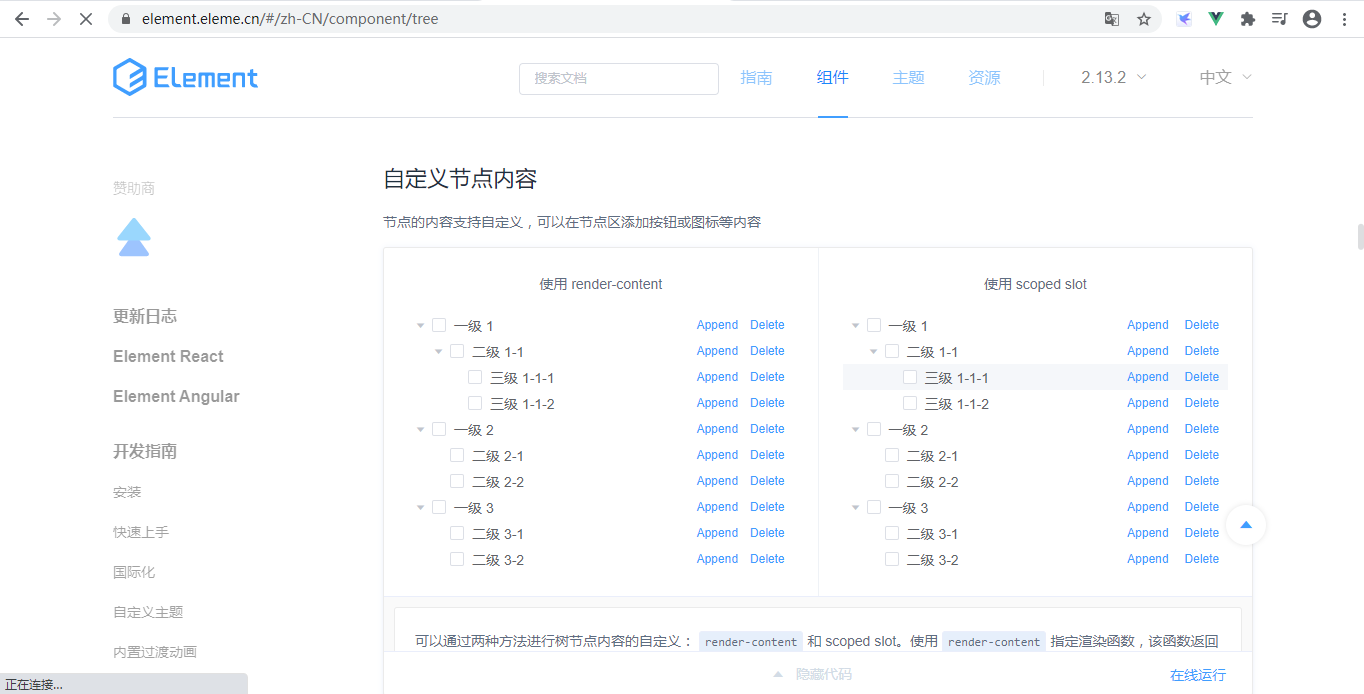 element.eleme.cn/#/zh-CN/component/tree
Element
搜索文档
指南 组件 主题 资源 2.13.2 中文
赞助商
更新日志
Element React
Element Angular
开发指南
安装
快速上手
国际化
自定义主题
内置过渡动画
自定义节点内容
节点的内容支持自定义，可以在节点区添加按钮或图标等内容
使用 render-content
一级 1 Append Delete
二级 1-1 Append Delete
三级 1-1-1 Append Delete
三级 1-1-2 Append Delete
一级 2 Append Delete
二级 2-1 Append Delete
二级 2-2 Append Delete
一级 3 Append Delete
二级 3-1 Append Delete
二级 3-2 Append Delete
使用 scoped slot
一级 1 Append Delete
二级 1-1 Append Delete
三级 1-1-1 Append Delete
三级 1-1-2 Append Delete
一级 2 Append Delete
二级 2-1 Append Delete
二级 2-2 Append Delete
一级 3 Append Delete
二级 3-1 Append Delete
二级 3-2 Append Delete
可以通过两种方法进行树节点内容的自定义： render-content 和 scoped slot。使用 render-content 指定渲染函数，该函数返回
隐藏代码
在线运行
正在连接...